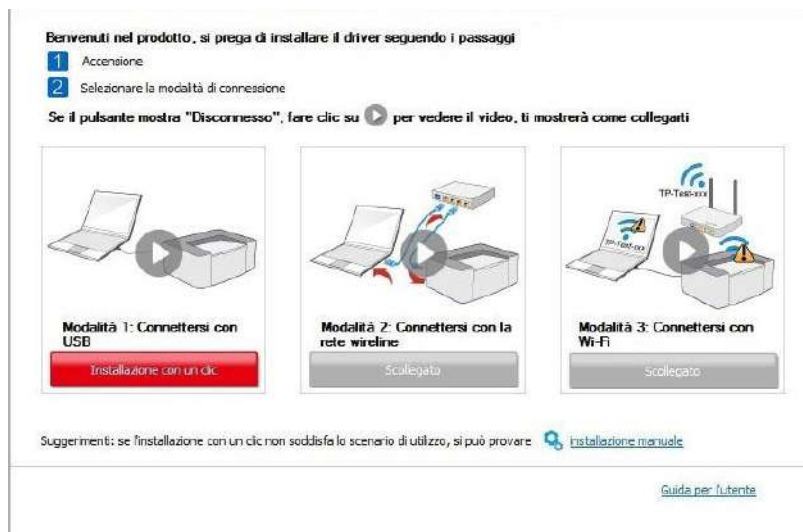 Benvenuti nel prodotto, si prega di installare il driver seguendo i passaggi
1 Accensione
2 Selezionare la modalità di connessione
Se il pulsante mostra "Disconnesso", fare clic su per vedere il video, ti mostrerà come collegarti
TP-Test-xxx
TP-Test-xxx
Modalità 1: Connettersi con
USB
Installazione con un clic
Modalità 2: Connettersi con la
rete wireline
Scollegato
Modalità 3: Connettersi con
Wi-Fi
Scollegato
Suggerimenti: se l'installazione con un clic non soddisfa lo scenario di utilizzo, si può provare installazione manuale
Guida per l'utente